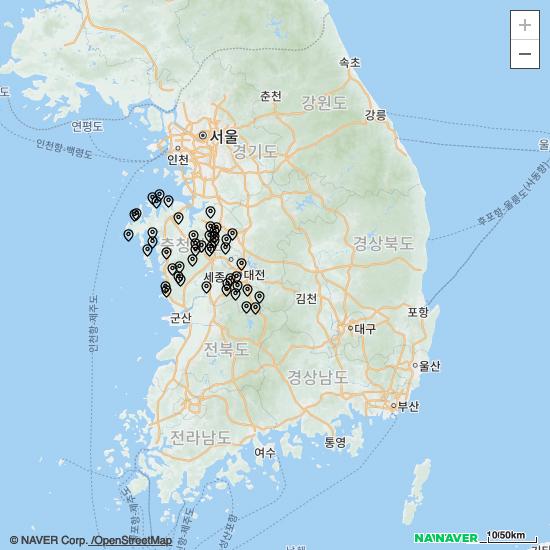 +
−
속초
춘천
강원도
강릉
도
연평도
서울
인천항-백령도
인천
경기도
울
후포항-울릉도(사동항)
충청
경상북도
세종
대전
김천
인천항-제주도
군산
포항
대구
전북도
울산
경상남도
부산
전라남도
통영
여수
© NAVER Corp. /OpenStreetMap
NAVER
10/50km